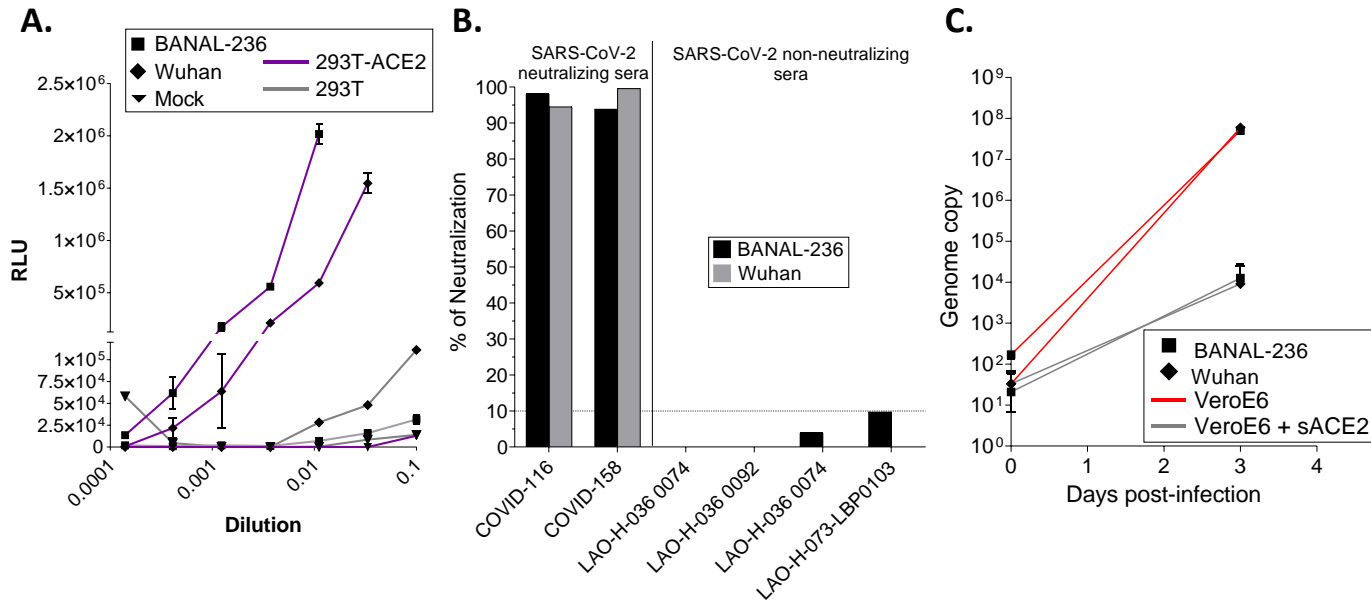 A.
BANAL-236
Wuhan
Mock
293T-ACE2
293T
RLU
2×10⁶
2×10⁶
1×10⁶
5×10⁵
1×10⁵
7.5×10⁴
5×10⁴
2.5×10⁴
0
0.0001
0.001
0.01
0.1
Dilution
B.
SARS-CoV-2
neutralizing sera
SARS-CoV-2 non-neutralizing
sera
% of Neutralization
100
90
80
70
60
50
40
30
20
10
0
BANAL-236
Wuhan
COVID-116
COVID-158
LAO-H-036 0074
LAO-H-036 0092
LAO-H-036 0074
LAO-H-073-LBP0103
C.
Genome copy
10⁹
10⁸
10⁷
10⁶
10⁵
10⁴
10³
10²
10¹
10⁰
BANAL-236
Wuhan
VeroE6
VeroE6 + sACE2
0
1
2
3
4
Days post-infection